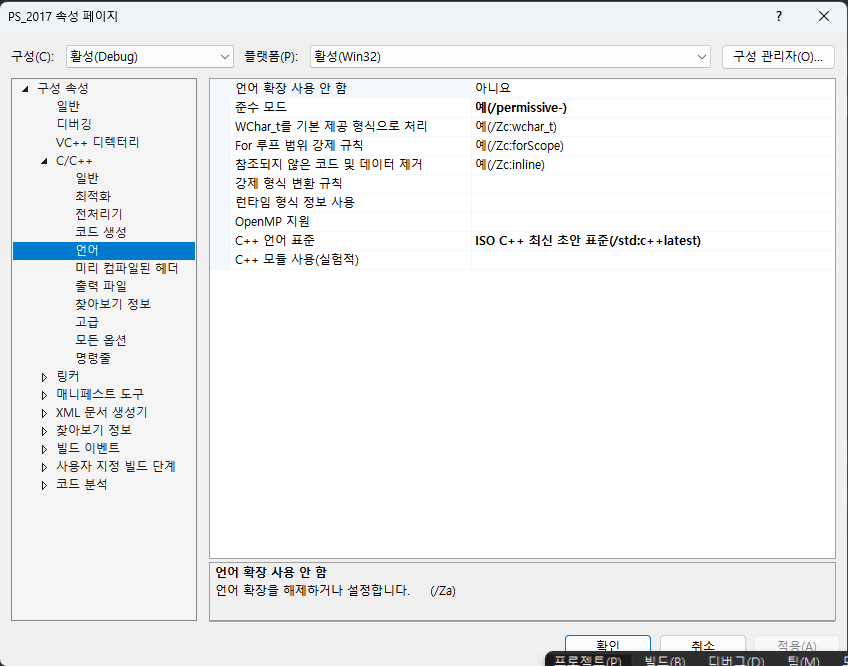 PS_2017 속성 페이지
구성(C): 활성(Debug) 플랫폼(P): 활성(Win32) 구성 관리자(O)...
구성 속성
일반
디버깅
VC++ 디렉터리
C/C++
일반
최적화
전처리기
코드 생성
언어
미리 컴파일된 헤더
출력 파일
찾아보기 정보
고급
모든 옵션
명령줄
링커
매니페스트 도구
XML 문서 생성기
찾아보기 정보
빌드 이벤트
사용자 지정 빌드 단계
코드 분석
언어 확장 사용 안 함 아니요
준수 모드 예(/permissive-)
WChar_t를 기본 제공 형식으로 처리 예(/Zc:wchar_t)
For 루프 범위 강제 규칙 예(/Zc:forScope)
참조되지 않은 코드 및 데이터 제거 예(/Zc:inline)
강제 형식 변환 규칙
런타임 형식 정보 사용
OpenMP 지원
C++ 언어 표준 ISO C++ 최신 초안 표준(/std:c++latest)
C++ 모듈 사용(실험적)
언어 확장 사용 안 함
언어 확장을 해제하거나 설정합니다. (/Za)
확인 취소 적용(A)
프로젝트(P) 빌드(B) 디버그(D) 팀(M)